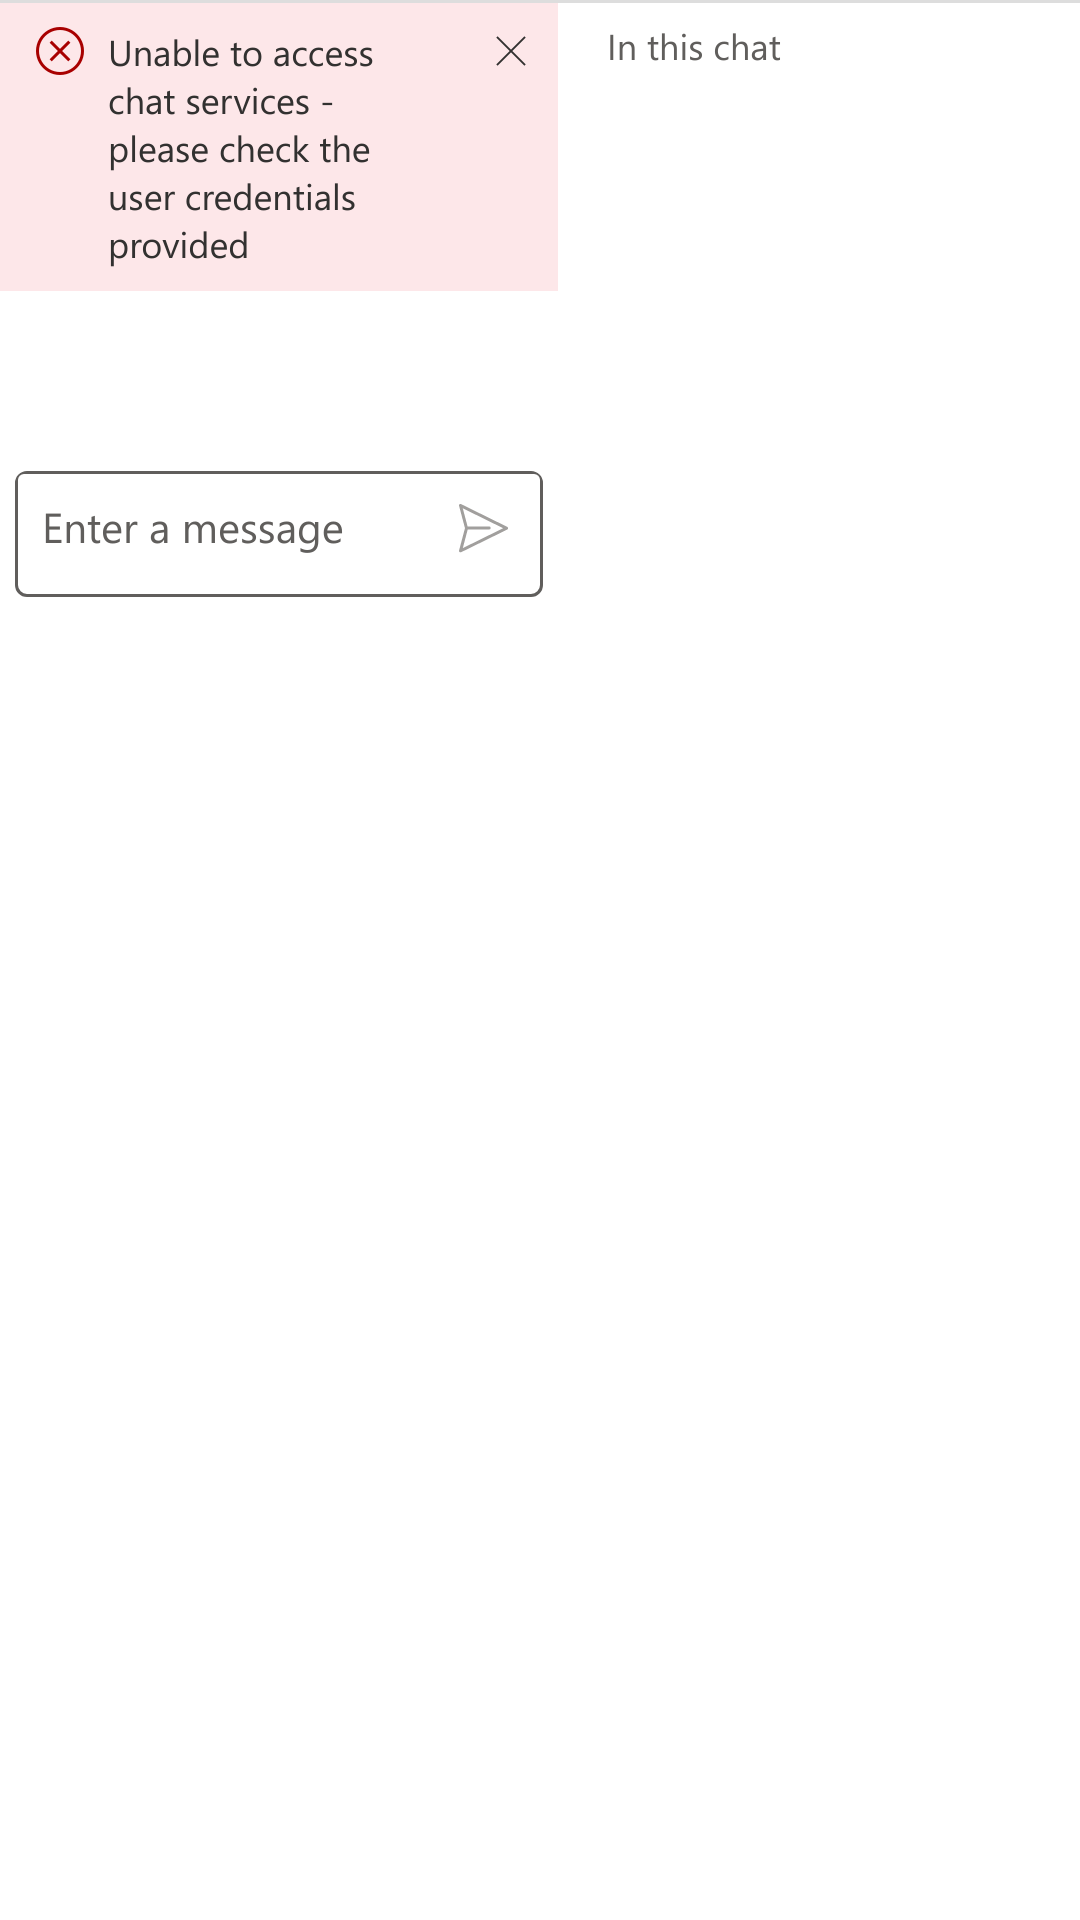 Unable to access
chat services -
please check the
user credentials
provided
In this chat
Enter a message